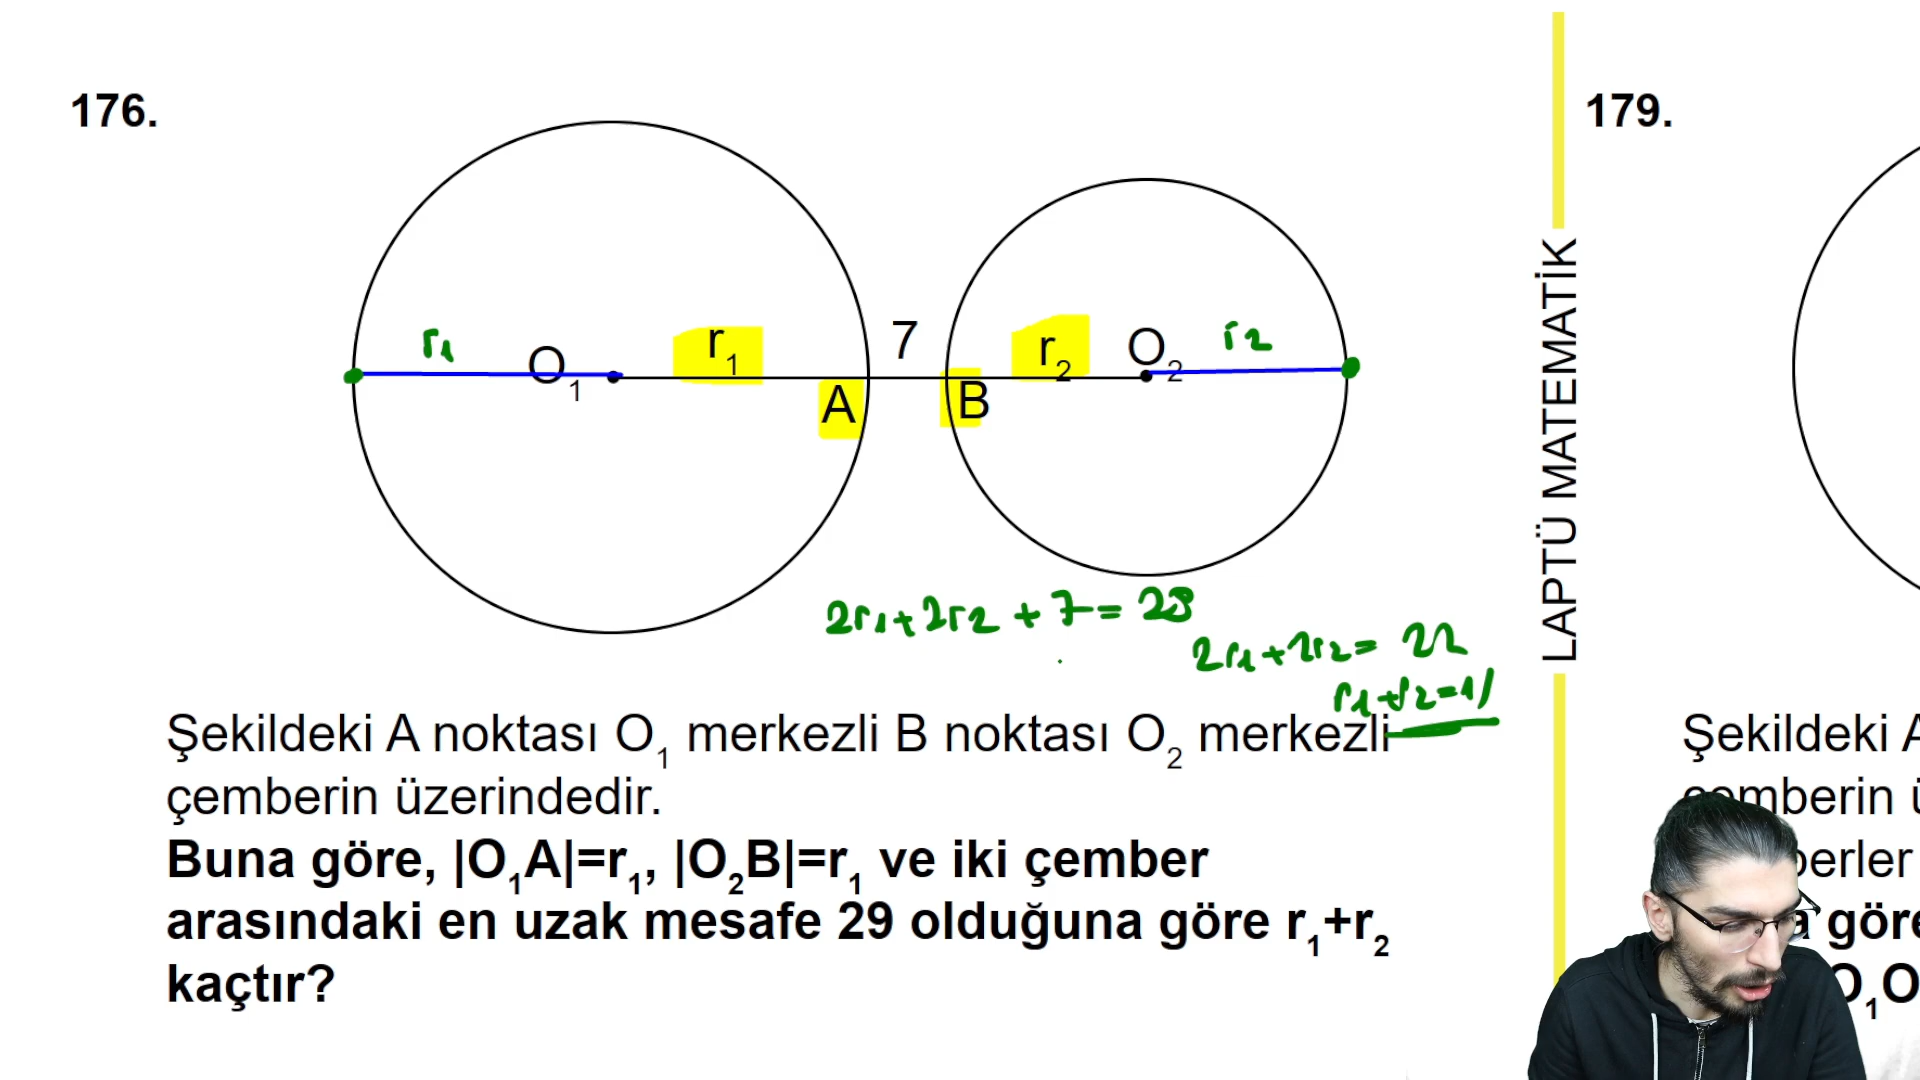 176.
r1 O1 r1 7 r2 O2 r2
A B
2r1+2r2+7=29
2r1+2r2=22
r1+r2=11
Şekildeki A noktası O1 merkezli B noktası O2 merkezli
çemberin üzerindedir.
Buna göre, |O1A|=r1, |O2B|=r1 ve iki çember
arasındaki en uzak mesafe 29 olduğuna göre r1+r2
kaçtır?
LAPTÜ MATEMATİK
179.
Şekildeki A
göre
O1O